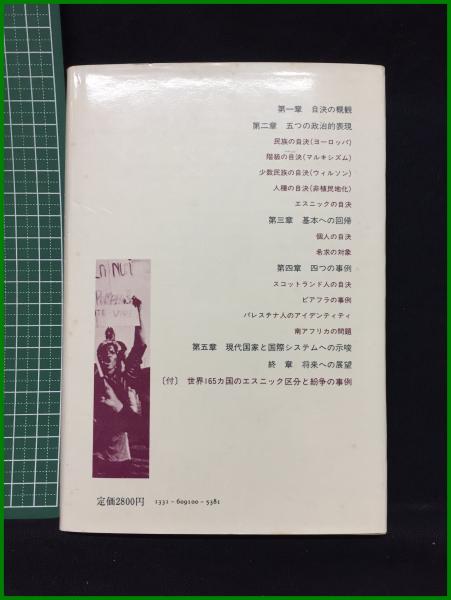 第一章 自決の概観
第二章 五つの政治的表現
民族の自決(ヨーロッパ)
階級の自決(マルキシズム)
少数民族の自決(ウィルソン)
人種の自決(非植民地化)
エスニックの自決
第三章 基本への回帰
個人の自決
希求の対象
第四章 四つの事例
スコットランド人の自決
ビアフラの事例
パレスチナ人のアイデンティティ
南アフリカの問題
第五章 現代国家と国際システムへの示唆
終章 将来への展望
〔付〕 世界165カ国のエスニック区分と紛争の事例
定価2800円 1331-609100-5381